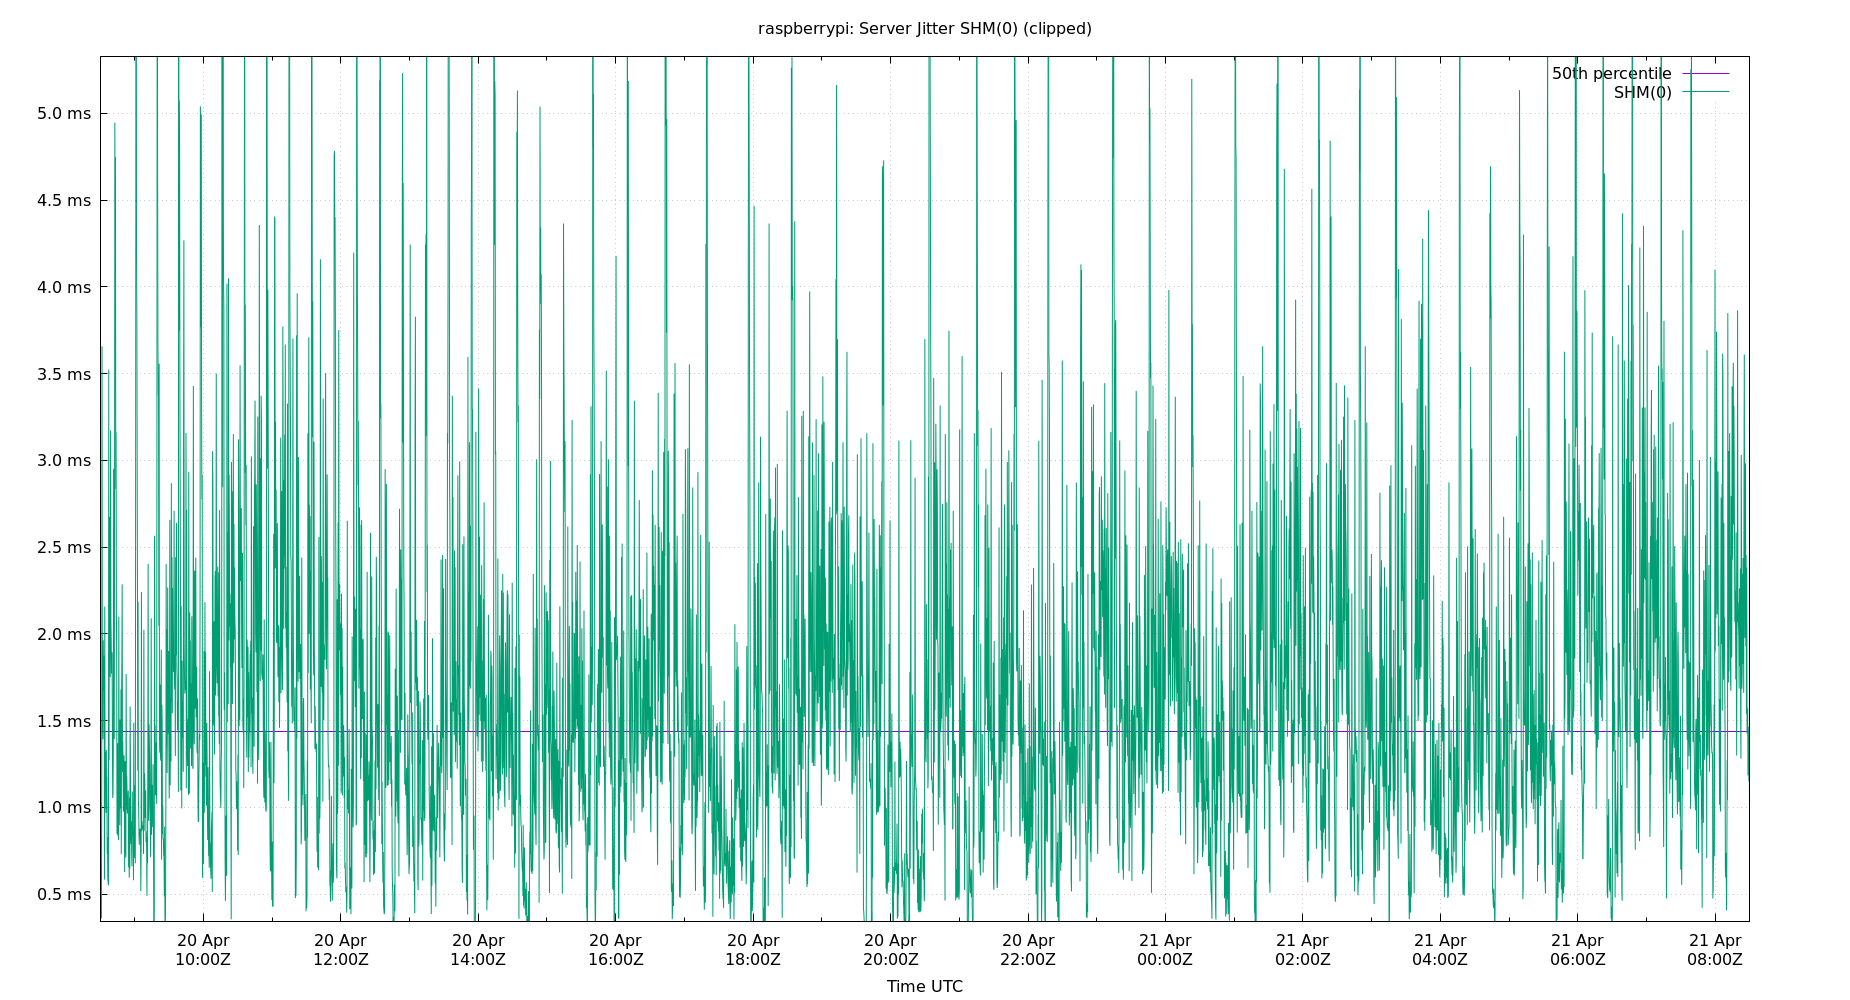 raspberrypi: Server Jitter SHM(0) (clipped)
50th percentile
SHM(0)
5.0 ms
4.5 ms
4.0 ms
3.5 ms
3.0 ms
2.5 ms
2.0 ms
1.5 ms
1.0 ms
0.5 ms
20 Apr 20 Apr 20 Apr 20 Apr 20 Apr 20 Apr 20 Apr 21 Apr 21 Apr 21 Apr 21 Apr 21 Apr
10:00Z 12:00Z 14:00Z 16:00Z 18:00Z 20:00Z 22:00Z 00:00Z 02:00Z 04:00Z 06:00Z 08:00Z
Time UTC